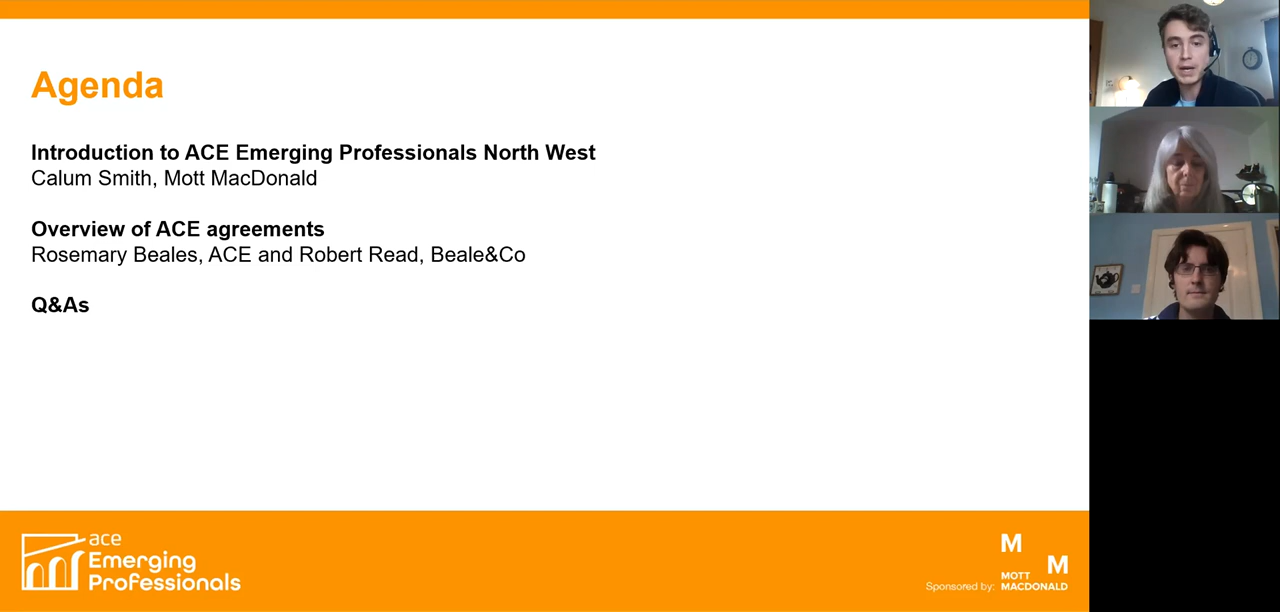 Agenda
Introduction to ACE Emerging Professionals North West
Calum Smith, Mott MacDonald
Overview of ACE agreements
Rosemary Beales, ACE and Robert Read, Beale&Co
Q&As
ace
Emerging
Professionals
M
M
Sponsored by: MOTT
MACDONALD